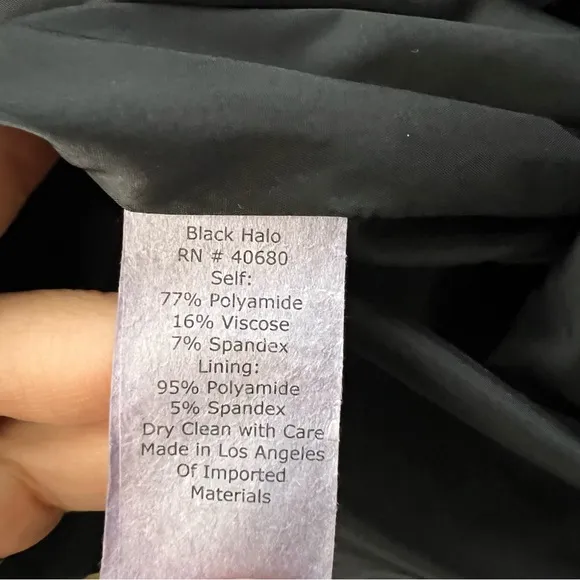 Black Halo
RN # 40680
Self:
77% Polyamide
16% Viscose
7% Spandex
Lining:
95% Polyamide
5% Spandex
Dry Clean with Care
Made in Los Angeles
Of Imported
Materials